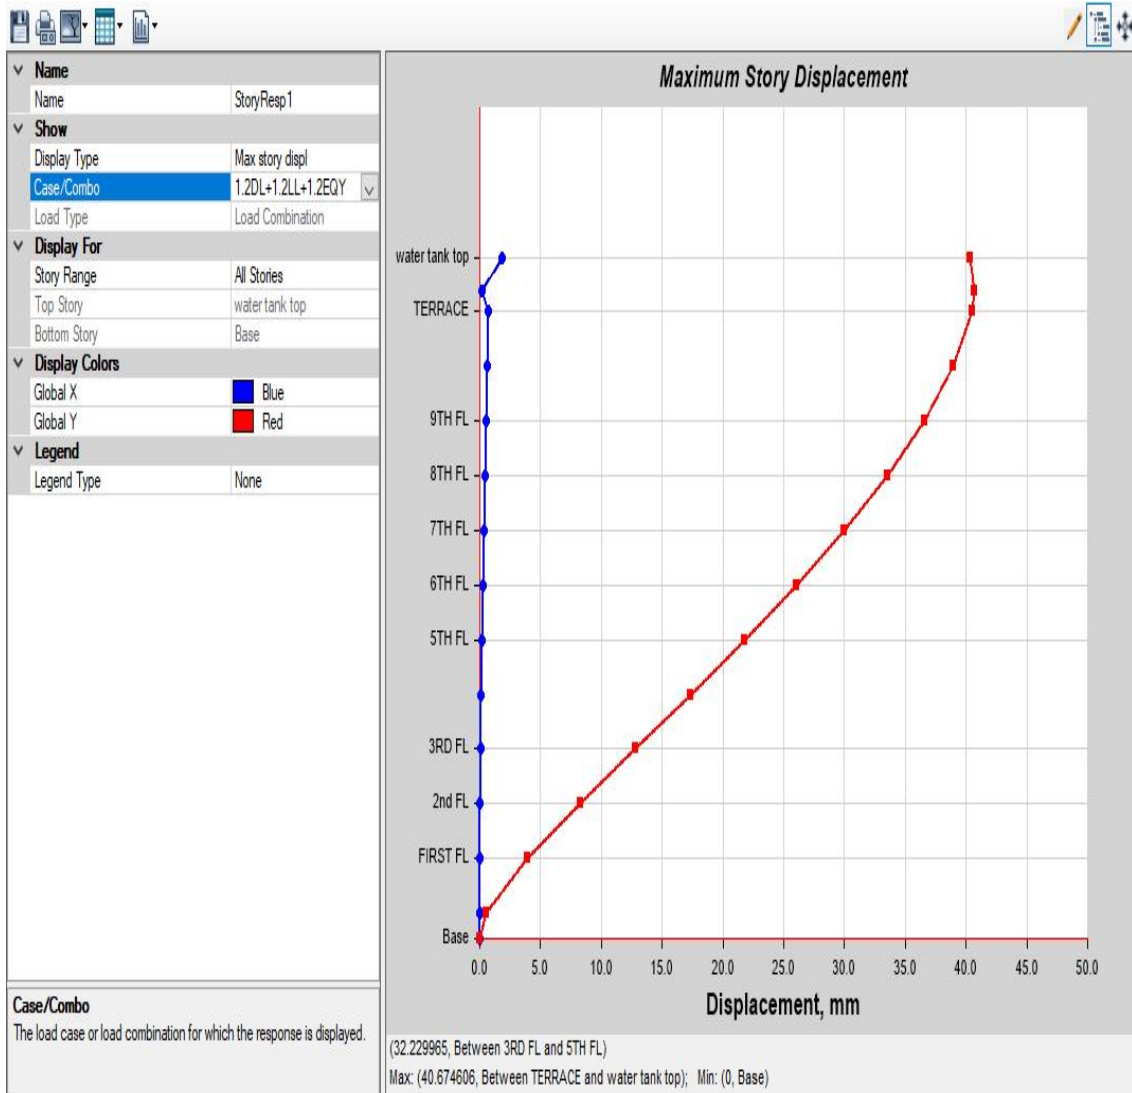 Name
Name StoryResp1
Show
Display Type Max story displ
Case/Combo 1.2DL+1.2LL+1.2EQY
Load Type Load Combination
Display For
Story Range All Stories
Top Story water tank top
Bottom Story Base
Display Colors
Global X Blue
Global Y Red
Legend
Legend Type None
Case/Combo
The load case or load combination for which the response is displayed.
Maximum Story Displacement
water tank top
TERRACE
9TH FL
8TH FL
7TH FL
6TH FL
5TH FL
3RD FL
2nd FL
FIRST FL
Base
0.0 5.0 10.0 15.0 20.0 25.0 30.0 35.0 40.0 45.0 50.0
Displacement, mm
(32.229965, Between 3RD FL and 5TH FL)
Max: (40.674606, Between TERRACE and water tank top); Min: (0, Base)